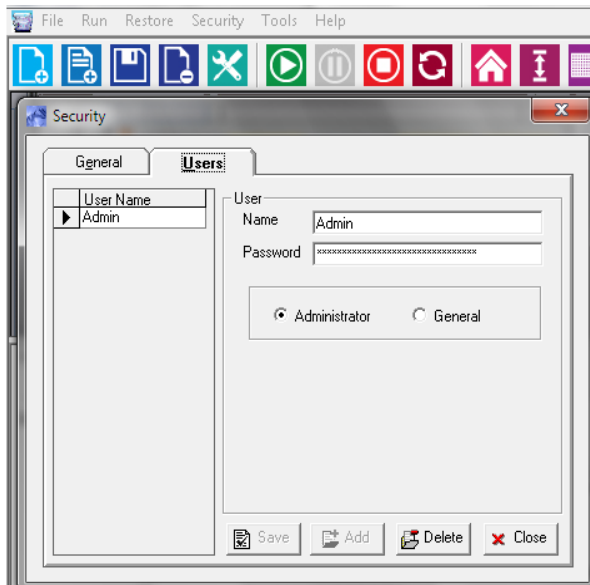 File Run Restore Security Tools Help
Security
General Users
User Name
Admin
User
Name Admin
Password ********************************
Administrator General
Save Add Delete Close